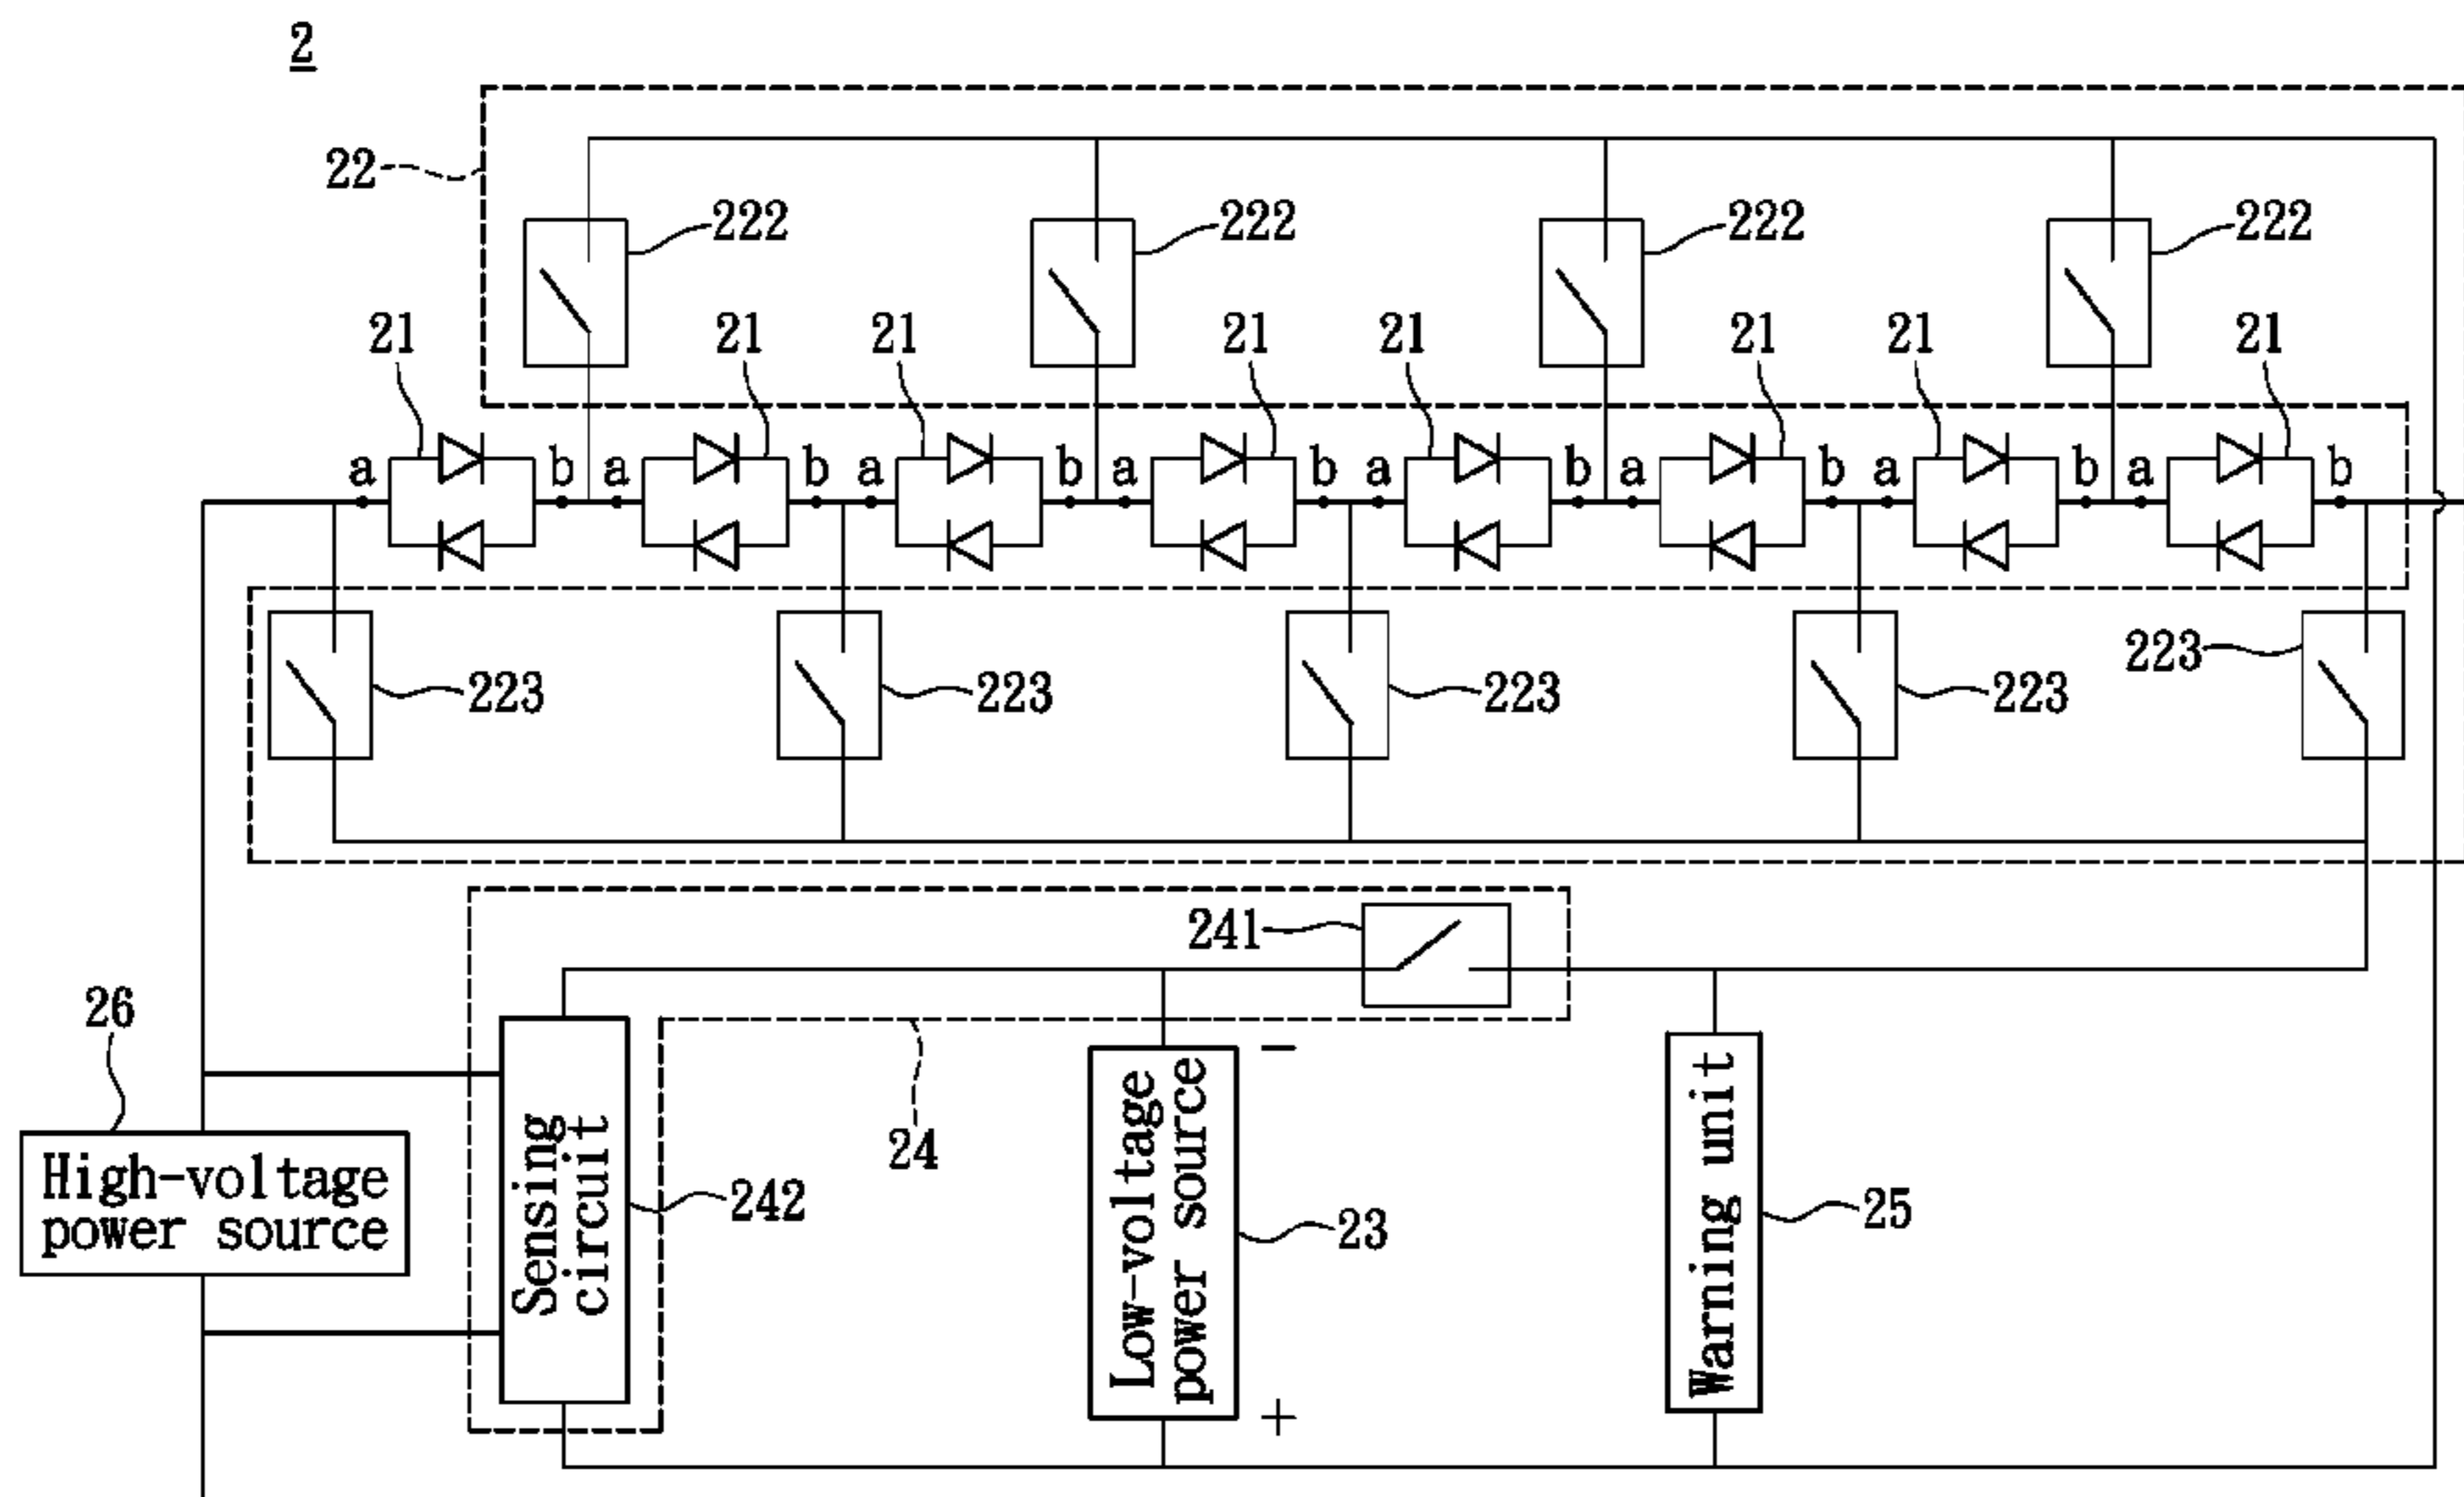 2
22
222 222 222 222
21 21 21 21 21 21 21 21
a b a b a b a b a b a b a b a b
223 223 223 223 223
241
26
High-voltage
power source
Sensing
circuit
242
24
Low-voltage
power source
−
+
23
Warning unit
25